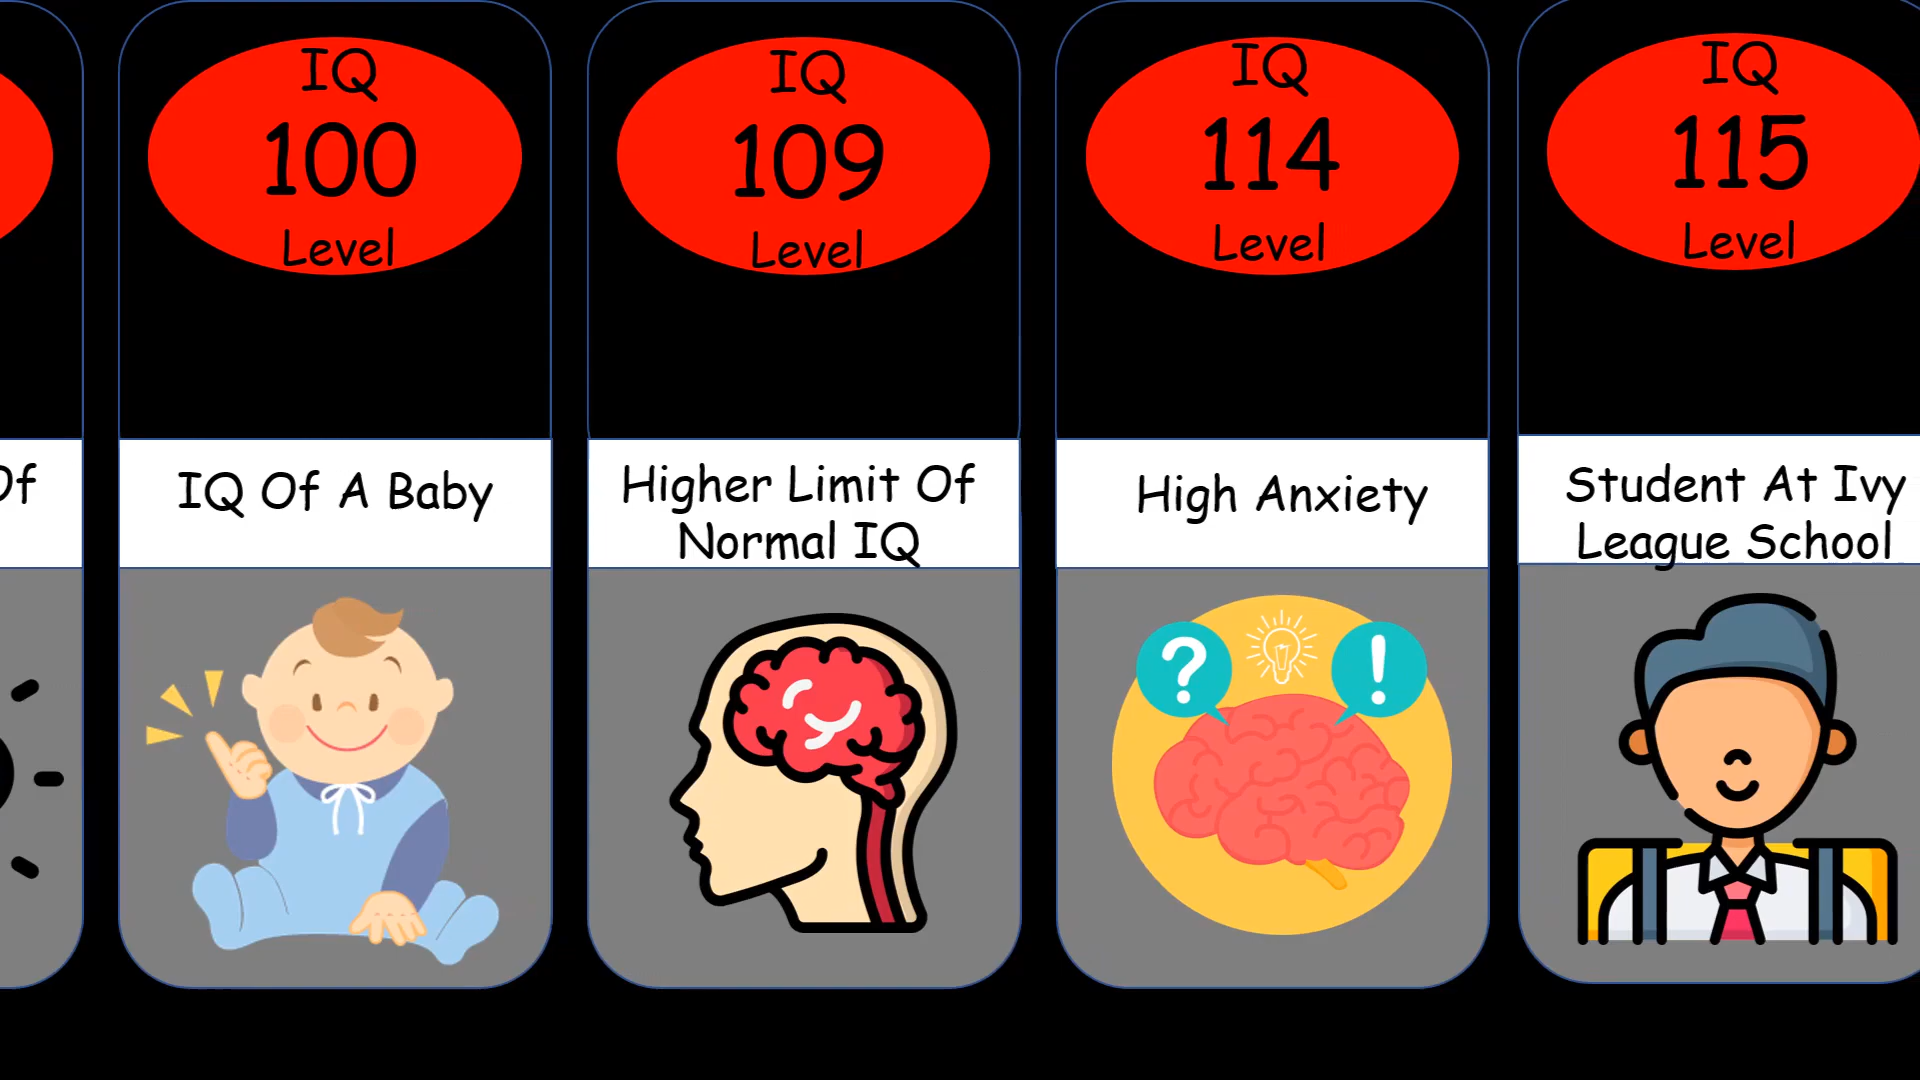 Of
IQ
100
Level
IQ Of A Baby
IQ
109
Level
Higher Limit Of
Normal IQ
IQ
114
Level
High Anxiety
?
!
IQ
115
Level
Student At Ivy
League School